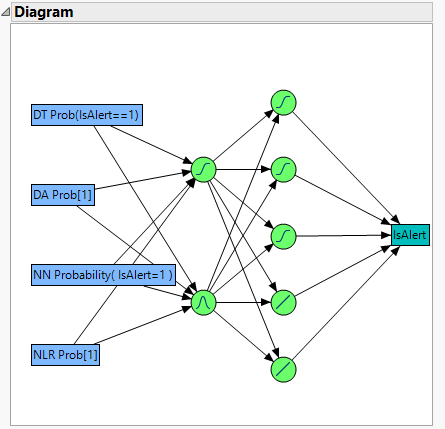 Diagram
DT Prob(IsAlert==1)
DA Prob[1]
NN Probability( IsAlert=1 )
NLR Prob[1]
IsAlert